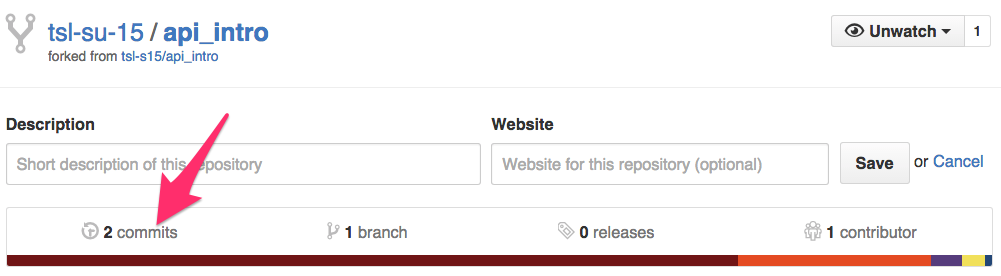 tsl-su-15 / api_intro
forked from tsl-s15/api_intro
Unwatch 1
Description
Website
Short description of this repository
Website for this repository (optional)
Save or Cancel
2 commits 1 branch 0 releases 1 contributor